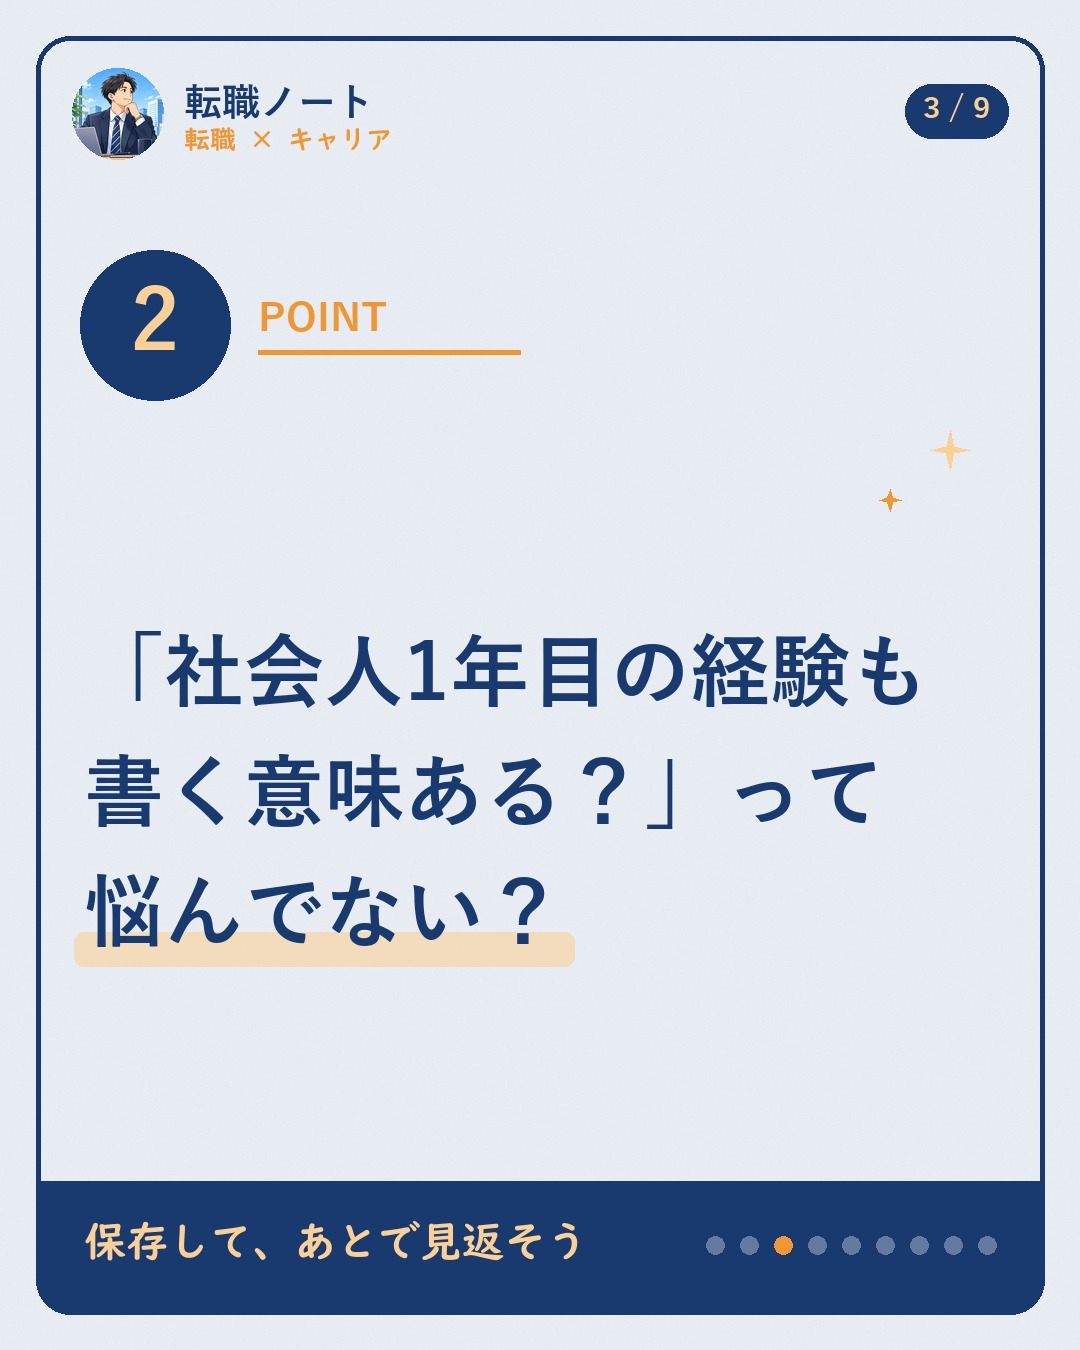 転職ノート
転職 × キャリア
3 / 9
2
POINT
「社会人1年目の経験も
書く意味ある？」って
悩んでない？
保存して、あとで見返そう